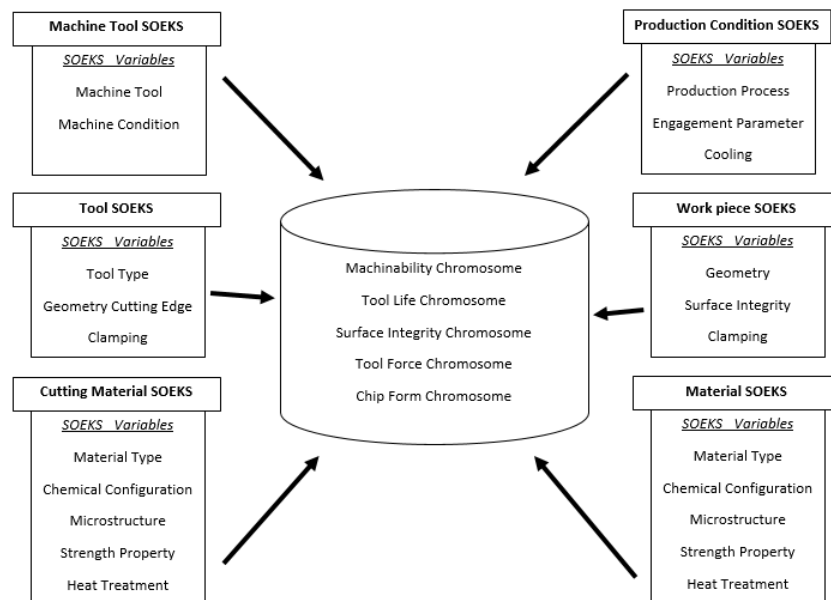 Machine Tool SOEKS
SOEKS Variables
Machine Tool
Machine Condition
Production Condition SOEKS
SOEKS Variables
Production Process
Engagement Parameter
Cooling
Tool SOEKS
SOEKS Variables
Tool Type
Geometry Cutting Edge
Clamping
Machinability Chromosome
Tool Life Chromosome
Surface Integrity Chromosome
Tool Force Chromosome
Chip Form Chromosome
Work piece SOEKS
SOEKS Variables
Geometry
Surface Integrity
Clamping
Cutting Material SOEKS
SOEKS Variables
Material Type
Chemical Configuration
Microstructure
Strength Property
Heat Treatment
Material SOEKS
SOEKS Variables
Material Type
Chemical Configuration
Microstructure
Strength Property
Heat Treatment